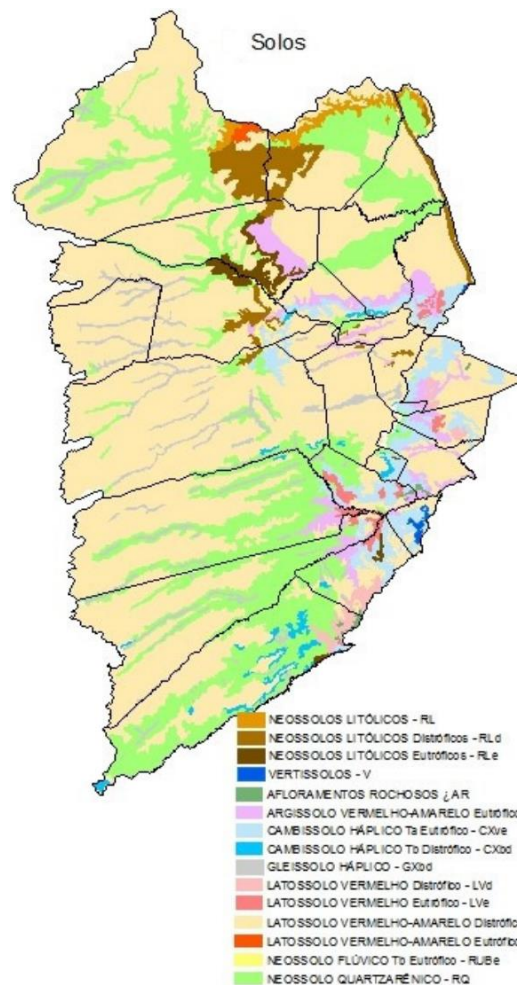 Solos
NEOSSOLOS LITÓLICOS - RL
NEOSSOLOS LITÓLICOS Distróficos - RLd
NEOSSOLOS LITÓLICOS Eutróficos - RLe
VERTISSOLOS - V
AFLORAMENTOS ROCHOSOS ¿ AR
ARGISSOLO VERMELHO-AMARELO Eutrófico
CAMBISSOLO HÁPLICO Ta Eutrófico - CXve
CAMBISSOLO HÁPLICO Tb Distrófico - CXbd
GLEISSOLO HÁPLICO - GXbd
LATOSSOLO VERMELHO Distrófico - LVd
LATOSSOLO VERMELHO Eutrófico - LVe
LATOSSOLO VERMELHO-AMARELO Distrófic
LATOSSOLO VERMELHO-AMARELO Eutrófico
NEOSSOLO FLÚVICO Tb Eutrófico - RUBe
NEOSSOLO QUARTZARÊNICO - RQ